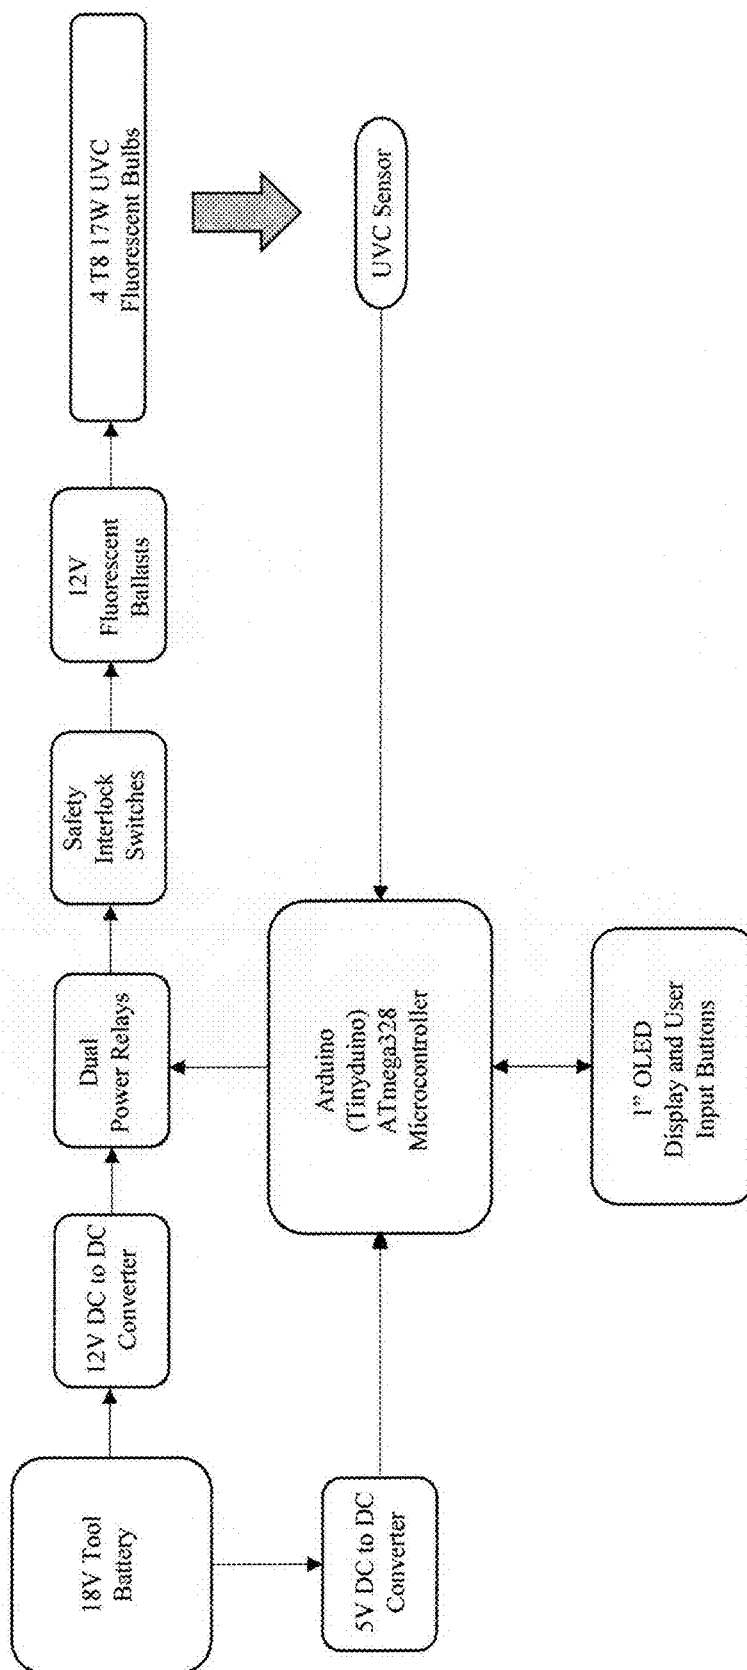 18V Tool
Battery
12V DC to DC
Converter
Dual
Power Relays
Safety
Interlock
Switches
12V
Fluorescent
Ballasts
4 T8 17W UVC
Fluorescent Bulbs
5V DC to DC
Converter
Arduino
(Tinyduino)
ATmega328
Microcontroller
UVC Sensor
1” OLED
Display and User
Input Buttons